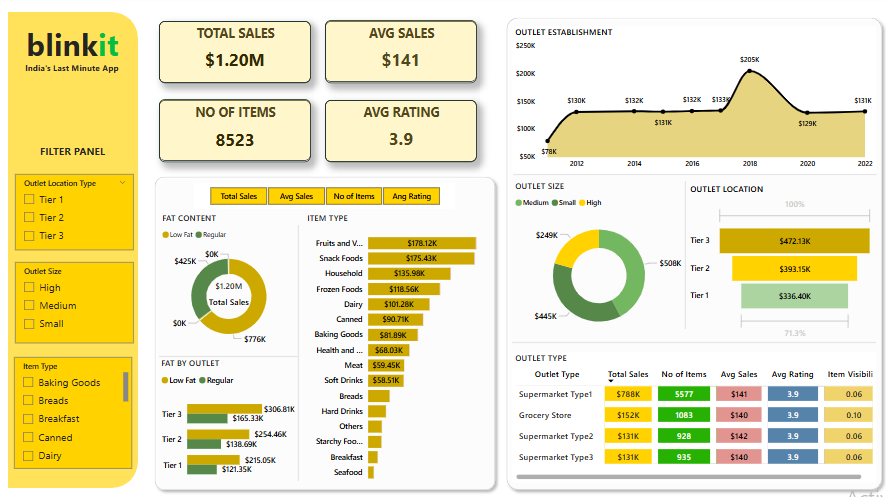 blinkit
India's Last Minute App
FILTER PANEL
Outlet Location Type
Tier 1
Tier 2
Tier 3
Outlet Size
High
Medium
Small
Item Type
Baking Goods
Breads
Breakfast
Canned
Dairy
TOTAL SALES
$1.20M
AVG SALES
$141
NO OF ITEMS
8523
AVG RATING
3.9
Total Sales
Avg Sales
No of Items
Ang Rating
FAT CONTENT
Low Fat Regular
$0K
$425K
$1.20M
Total Sales
$0K
$776K
FAT BY OUTLET
Low Fat Regular
Tier 3 $306.81K
$165.33K
Tier 2 $254.46K
$138.69K
Tier 1 $215.05K
$121.35K
ITEM TYPE
Fruits and V... $178.12K
Snack Foods $175.43K
Household $135.98K
Frozen Foods $118.56K
Dairy $101.28K
Canned $90.71K
Baking Goods $81.89K
Health and ... $68.03K
Meat $59.45K
Soft Drinks $58.51K
Breads
Hard Drinks
Others
Starchy Foo...
Breakfast
Seafood
OUTLET ESTABLISHMENT
$250K
$200K
$150K
$100K
$50K
$78K
$130K
$132K
$131K
$132K
$133K
$205K
$129K
$131K
2012 2014 2016 2018 2020 2022
OUTLET SIZE
Medium Small High
$249K
$508K
$445K
OUTLET LOCATION
100%
Tier 3 $472.13K
Tier 2 $393.15K
Tier 1 $336.40K
71.3%
OUTLET TYPE
Outlet Type Total Sales No of Items Avg Sales Avg Rating Item Visibili
Supermarket Type1 $788K 5577 $141 3.9 0.06
Grocery Store $152K 1083 $140 3.9 0.10
Supermarket Type2 $131K 928 $142 3.9 0.06
Supermarket Type3 $131K 935 $140 3.9 0.06